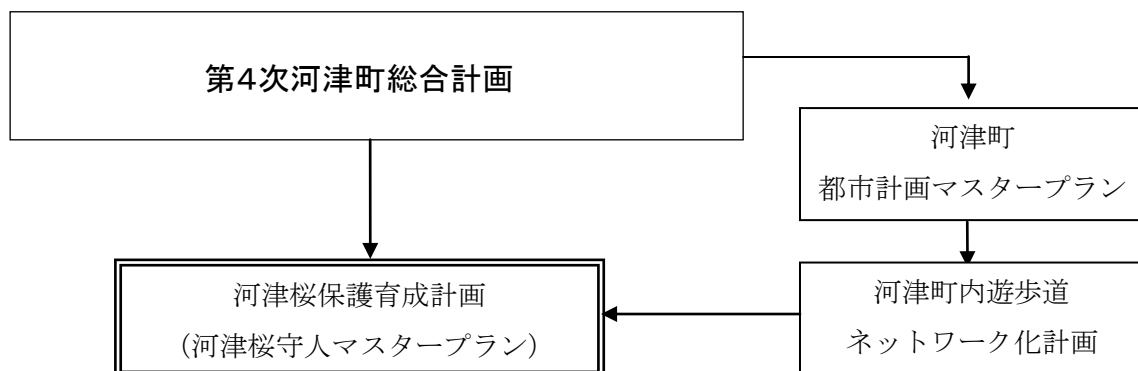 第4次河津町総合計画
河津町
都市計画マスタープラン
河津桜保護育成計画
（河津桜守人マスタープラン）
河津町内遊歩道
ネットワーク化計画